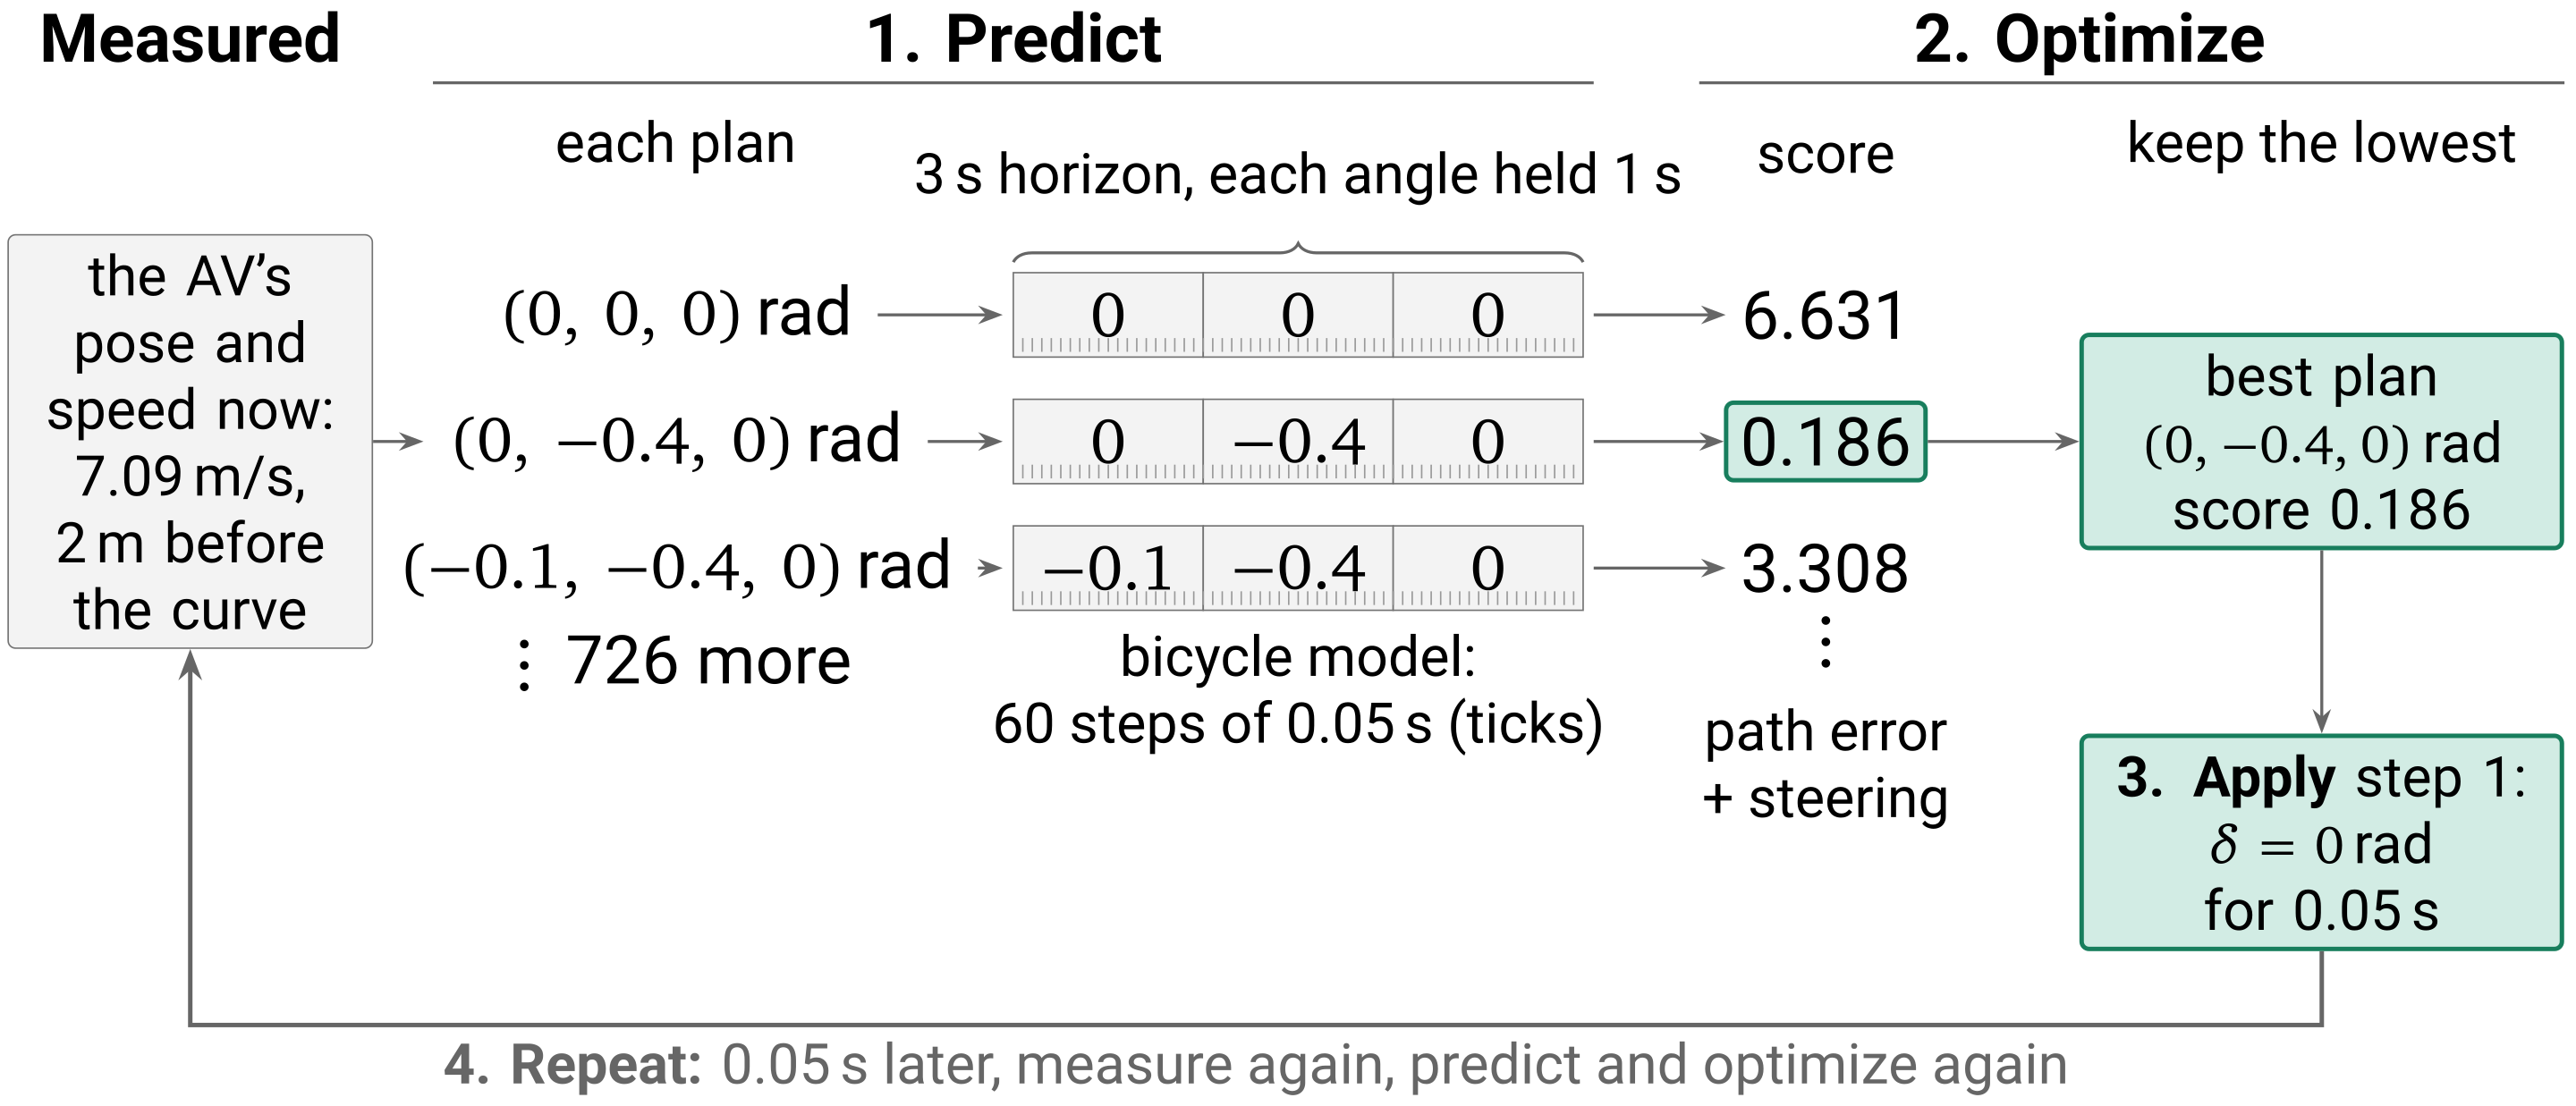 Measured
1. Predict
2. Optimize
each plan
3 s horizon, each angle held 1 s
score
keep the lowest
the AV’s
pose and
speed now:
7.09 m/s,
2 m before
the curve
(0, 0, 0) rad
0 0 0
6.631
(0, −0.4, 0) rad
0 −0.4 0
0.186
(−0.1, −0.4, 0) rad
−0.1 −0.4 0
3.308
⋮ 726 more
⋮
bicycle model:
60 steps of 0.05 s (ticks)
path error
+ steering
best plan
(0, −0.4, 0) rad
score 0.186
3. Apply step 1:
δ = 0 rad
for 0.05 s
4. Repeat: 0.05 s later, measure again, predict and optimize again